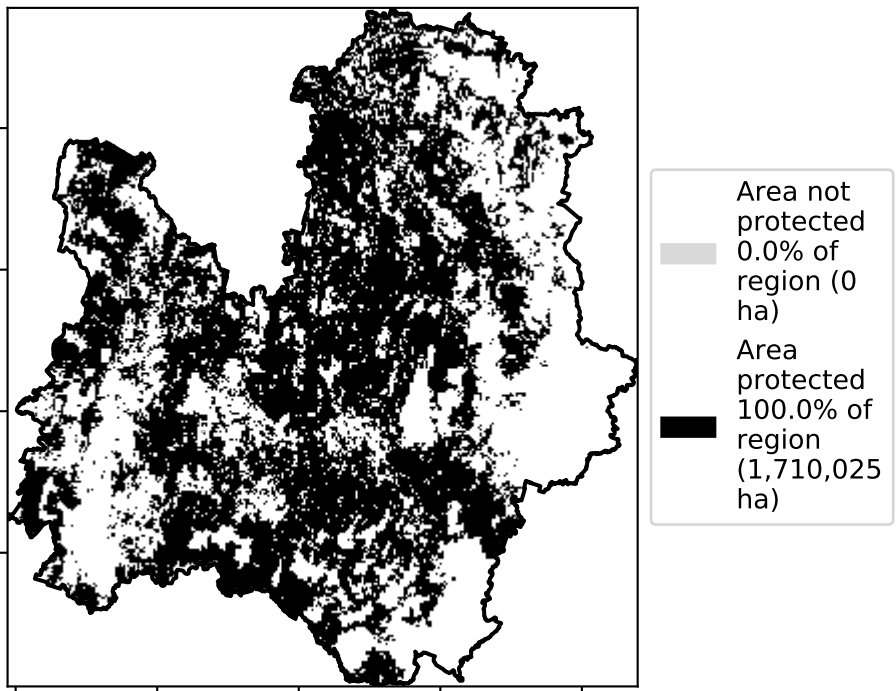 Area not
protected
0.0% of
region (0
ha)
Area
protected
100.0% of
region
(1,710,025
ha)